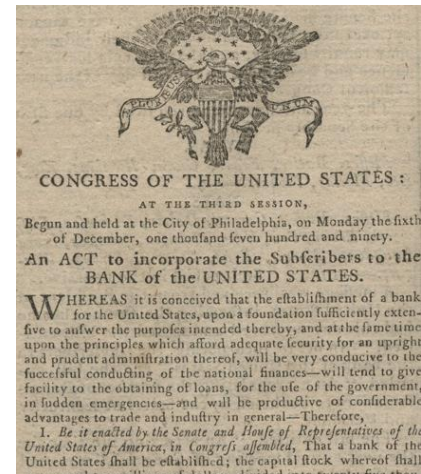 E PLURIBUS UNUM
CONGRESS OF THE UNITED STATES:
AT THE THIRD SESSION,
Begun and held at the City of Philadelphia, on Monday the ſixth
of December, one thouſand ſeven hundred and ninety.
An ACT to incorporate the Subſcribers to the
BANK of the UNITED STATES.
WHEREAS it is conceived that the eſtabliſhment of a bank
for the United States, upon a foundation ſufficiently exten-
ſive to anſwer the purpoſes intended thereby, and at the ſame time
upon the principles which afford adequate ſecurity for an upright
and prudent adminiſtration thereof, will be very conducive to the
ſucceſsful conducting of the national finances—will tend to give
facility to the obtaining of loans, for the uſe of the government,
in ſudden emergencies—and will be productive of conſiderable
advantages to trade and induſtry in general—Therefore,
1. Be it enacted by the Senate and Houſe of Repreſentatives of the
United States of America, in Congreſs aſſembled, That a bank of the
United States ſhall be eſtabliſhed; the capital ſtock whereof ſhall